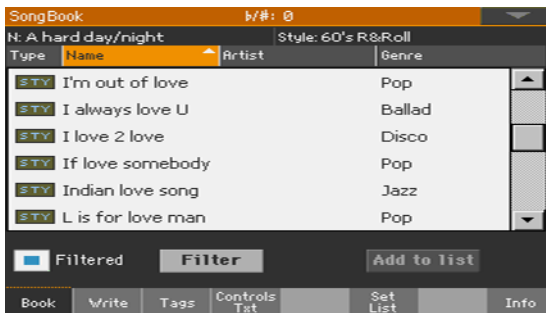 SongBook ♭/#: 0
N: A hard day/night Style: 60's R&Roll
Type Name Artist Genre
STY I'm out of love Pop
STY I always love U Ballad
STY I love 2 love Disco
STY If love somebody Pop
STY Indian love song Jazz
STY L is for love man Pop
Filtered Filter Add to list
Book Write Tags Controls Txt Set List Info